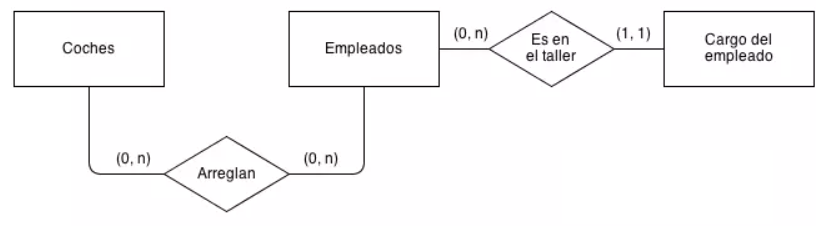 Coches
Empleados
(0, n)
Es en
el taller
(1, 1)
Cargo del
empleado
(0, n)
Arreglan
(0, n)